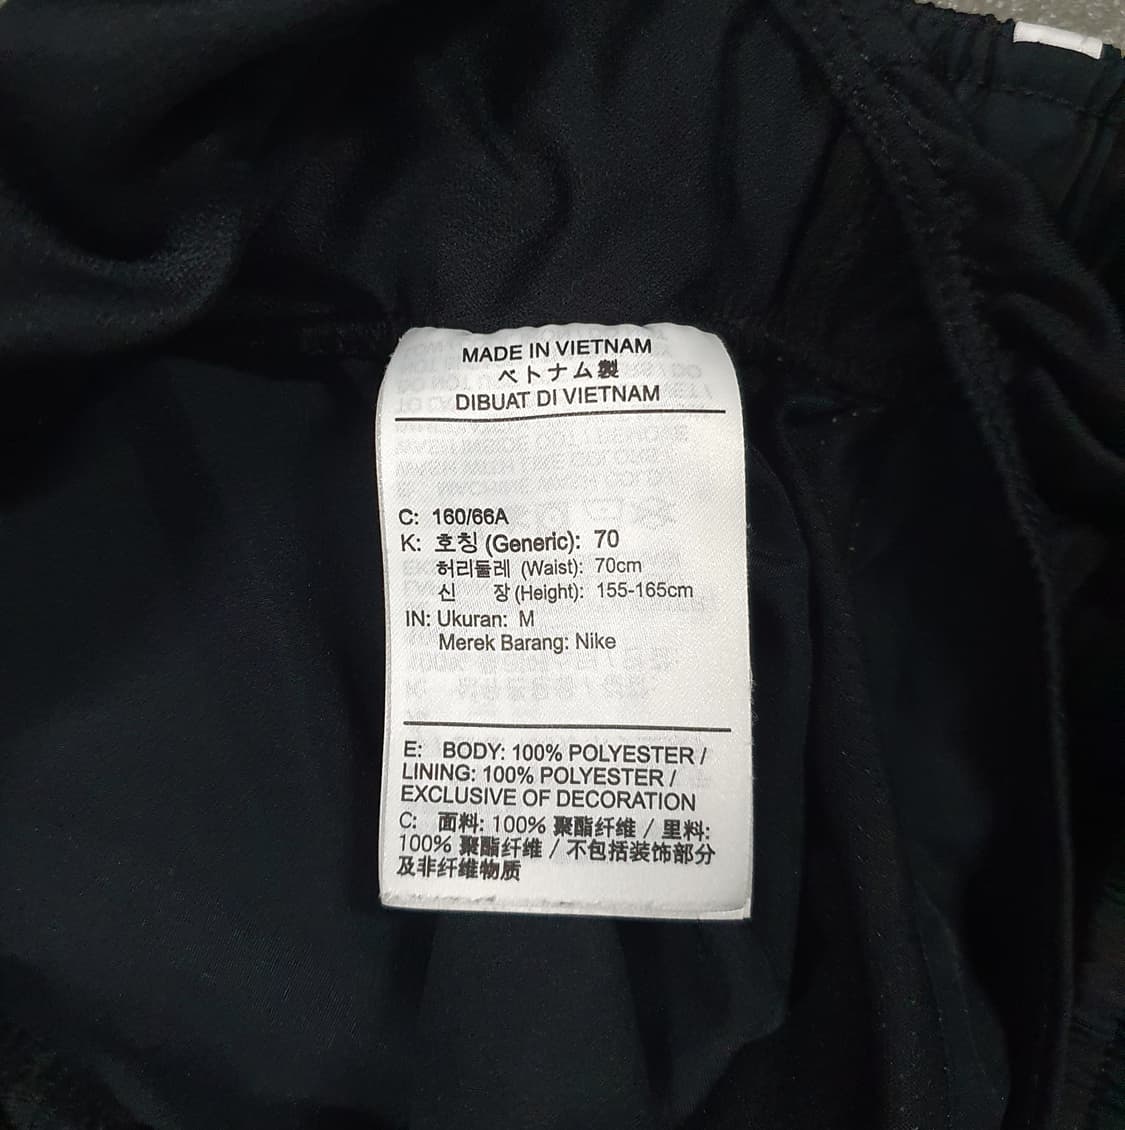 MADE IN VIETNAM
ベトナム製
DIBUAT DI VIETNAM
C: 160/66A
K: 호칭 (Generic): 70
허리둘레 (Waist): 70cm
신 장 (Height): 155-165cm
IN: Ukuran: M
Merek Barang: Nike
E: BODY: 100% POLYESTER /
LINING: 100% POLYESTER /
EXCLUSIVE OF DECORATION
C: 面料: 100% 聚酯纤维 / 里料:
100% 聚酯纤维 / 不包括装饰部分
及非纤维物质